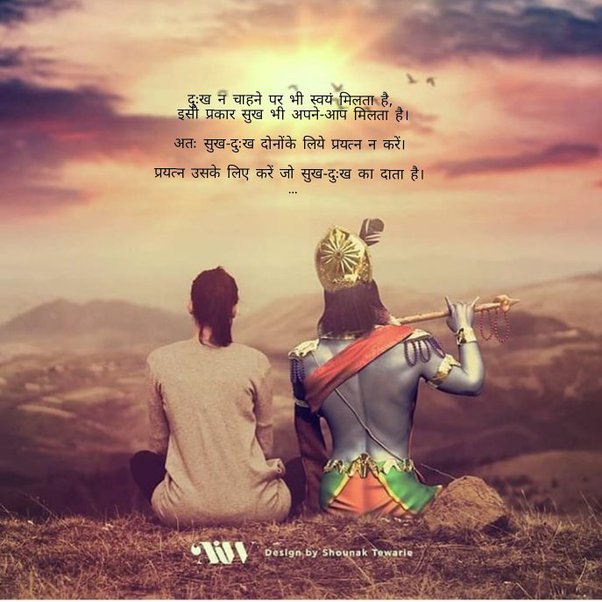 दुःख न चाहने पर भी स्वयं मिलता है,
इसी प्रकार सुख भी अपने-आप मिलता है।
अतः सुख-दुःख दोनोंके लिये प्रयत्न न करें।
प्रयत्न उसके लिए करें जो सुख-दुःख का दाता है।
...
Design by Shounak Tewarie